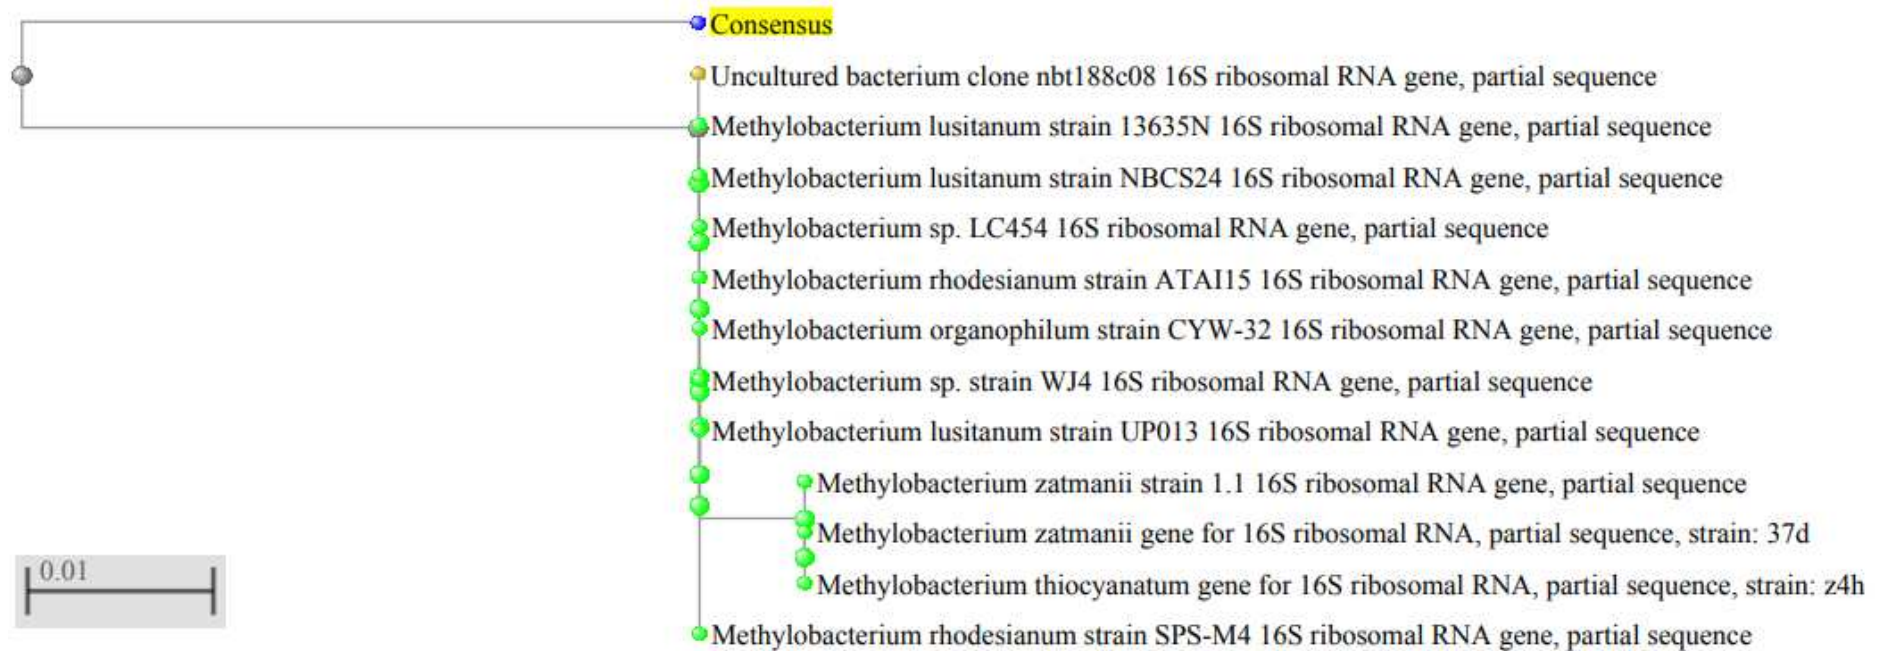 Consensus
Uncultured bacterium clone nbt188c08 16S ribosomal RNA gene, partial sequence
Methylobacterium lusitanum strain 13635N 16S ribosomal RNA gene, partial sequence
Methylobacterium lusitanum strain NBCS24 16S ribosomal RNA gene, partial sequence
Methylobacterium sp. LC454 16S ribosomal RNA gene, partial sequence
Methylobacterium rhodesianum strain ATAI15 16S ribosomal RNA gene, partial sequence
Methylobacterium organophilum strain CYW-32 16S ribosomal RNA gene, partial sequence
Methylobacterium sp. strain WJ4 16S ribosomal RNA gene, partial sequence
Methylobacterium lusitanum strain UP013 16S ribosomal RNA gene, partial sequence
Methylobacterium zatmanii strain 1.1 16S ribosomal RNA gene, partial sequence
Methylobacterium zatmanii gene for 16S ribosomal RNA, partial sequence, strain: 37d
Methylobacterium thiocyanatum gene for 16S ribosomal RNA, partial sequence, strain: z4h
Methylobacterium rhodesianum strain SPS-M4 16S ribosomal RNA gene, partial sequence
0.01